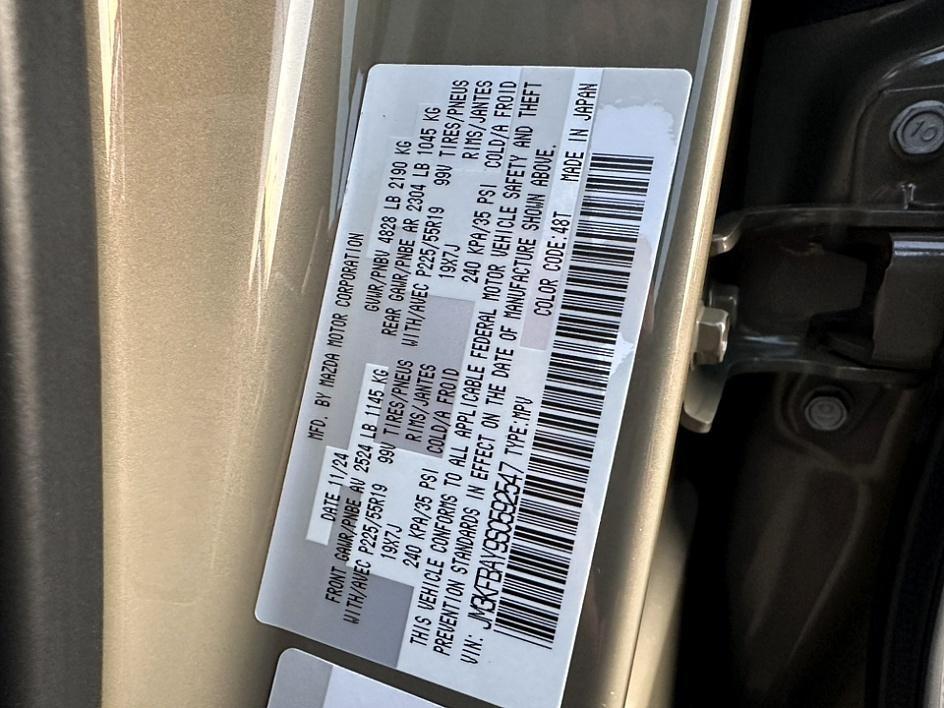 MFD. BY MAZDA MOTOR CORPORATION
DATE 11/24 GVWR/PNBV 4828 LB 2190 KG
FRONT GAWR/PNBE AV 2524 LB 1145 KG REAR GAWR/PNBE AR 2304 LB 1045 KG
WITH/AVEC P225/55R19 99V TIRES/PNEUS WITH/AVEC P225/55R19 99V TIRES/PNEUS
19X7J RIMS/JANTES 19X7J RIMS/JANTES
240 KPA/35 PSI COLD/A FROID 240 KPA/35 PSI COLD/A FROID
THIS VEHICLE CONFORMS TO ALL APPLICABLE FEDERAL MOTOR VEHICLE SAFETY AND THEFT
PREVENTION STANDARDS IN EFFECT ON THE DATE OF MANUFACTURE SHOWN ABOVE.
VIN: JM3KFBAY9S0592547 TYPE:MPV COLOR CODE:48T
MADE IN JAPAN
10